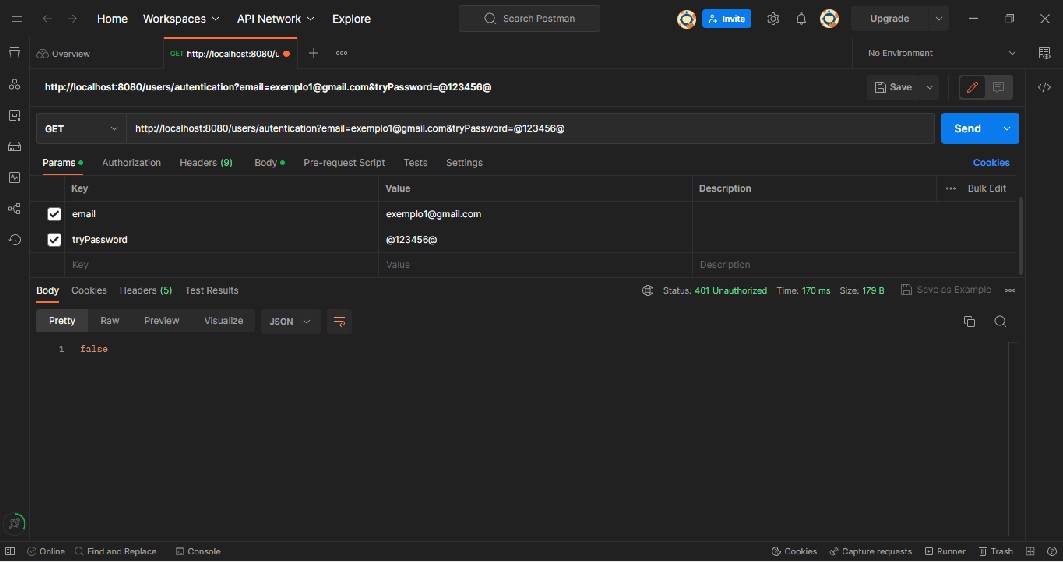 Home Workspaces API Network Explore Search Postman Invite Upgrade
Overview GET http://localhost:8080/u No Environment
http://localhost:8080/users/autentication?email=exemplo1@gmail.com&tryPassword=@123456@ Save
GET http://localhost:8080/users/autentication?email=exemplo1@gmail.com&tryPassword=@123456@ Send
Params Authorization Headers (9) Body Pre-request Script Tests Settings Cookies
Key Value Description Bulk Edit
email exemplo1@gmail.com
tryPassword @123456@
Key Value Description
Body Cookies Headers (5) Test Results Status: 401 Unauthorized Time: 170 ms Size: 179 B Save as Example
Pretty Raw Preview Visualize JSON
1 false
Online Find and Replace Console Cookies Capture requests Runner Trash